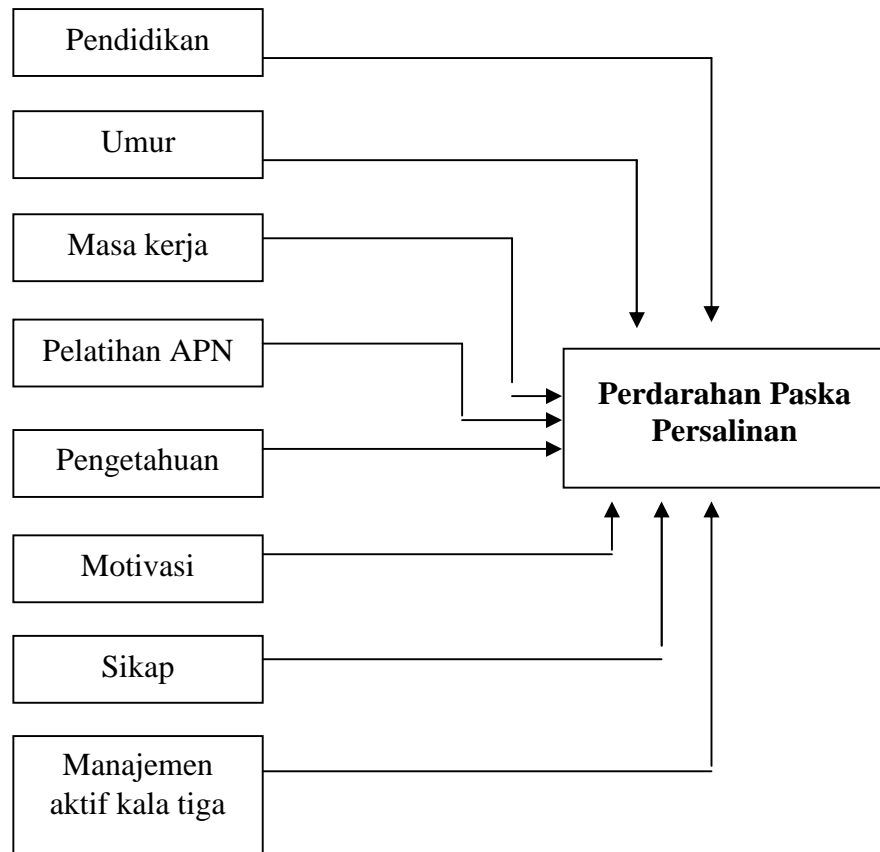 Pendidikan
Umur
Masa kerja
Pelatihan APN
Perdarahan Paska
Persalinan
Pengetahuan
Motivasi
Sikap
Manajemen
aktif kala tiga